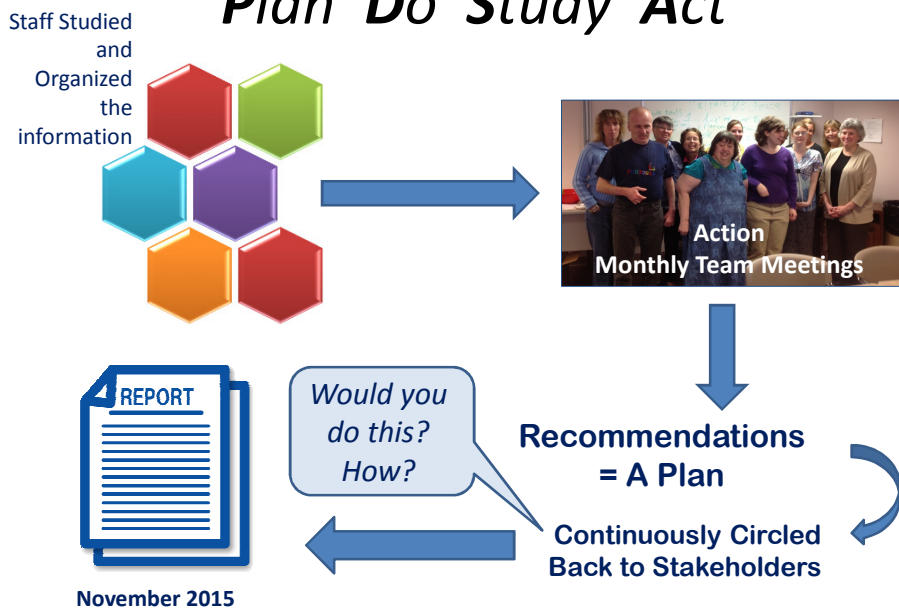 Plan Do Study Act
Staff Studied
and
Organized
the
information
Action
Monthly Team Meetings
Recommendations
= A Plan
Continuously Circled
Back to Stakeholders
Would you
do this?
How?
REPORT
November 2015